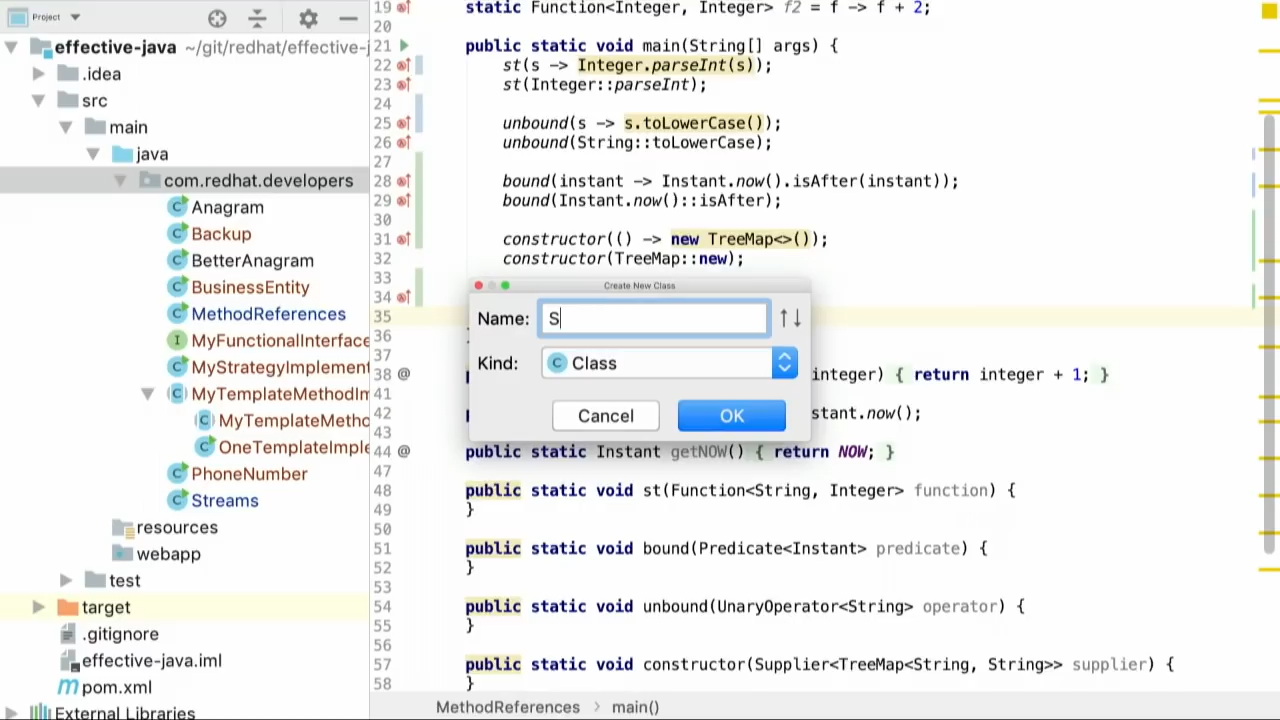 Project
effective-java ~/git/redhat/effective-j
.idea
src
main
java
com.redhat.developers
Anagram
Backup
BetterAnagram
BusinessEntity
MethodReferences
MyFunctionalInterface
MyStrategyImplement
MyTemplateMethodIm
MyTemplateMetho
OneTemplateImple
PhoneNumber
Streams
resources
webapp
test
target
.gitignore
effective-java.iml
pom.xml
External Libraries
19 static Function<Integer, Integer> f2 = f -> f + 2;
20
21 public static void main(String[] args) {
22 st(s -> Integer.parseInt(s));
23 st(Integer::parseInt);
24
25 unbound(s -> s.toLowerCase());
26 unbound(String::toLowerCase);
27
28 bound(instant -> Instant.now().isAfter(instant));
29 bound(Instant.now()::isAfter);
30
31 constructor(() -> new TreeMap<>());
32 constructor(TreeMap::new);
33
34
35
36
37
38 @ integer) { return integer + 1; }
41
42 stant.now();
43
44 @ public static Instant getNOW() { return NOW; }
47
48 public static void st(Function<String, Integer> function) {
49 }
50
51 public static void bound(Predicate<Instant> predicate) {
52 }
53
54 public static void unbound(UnaryOperator<String> operator) {
55 }
56
57 public static void constructor(Supplier<TreeMap<String, String>> supplier) {
58 }
Create New Class
Name: S
Kind: C Class
Cancel OK
MethodReferences > main()